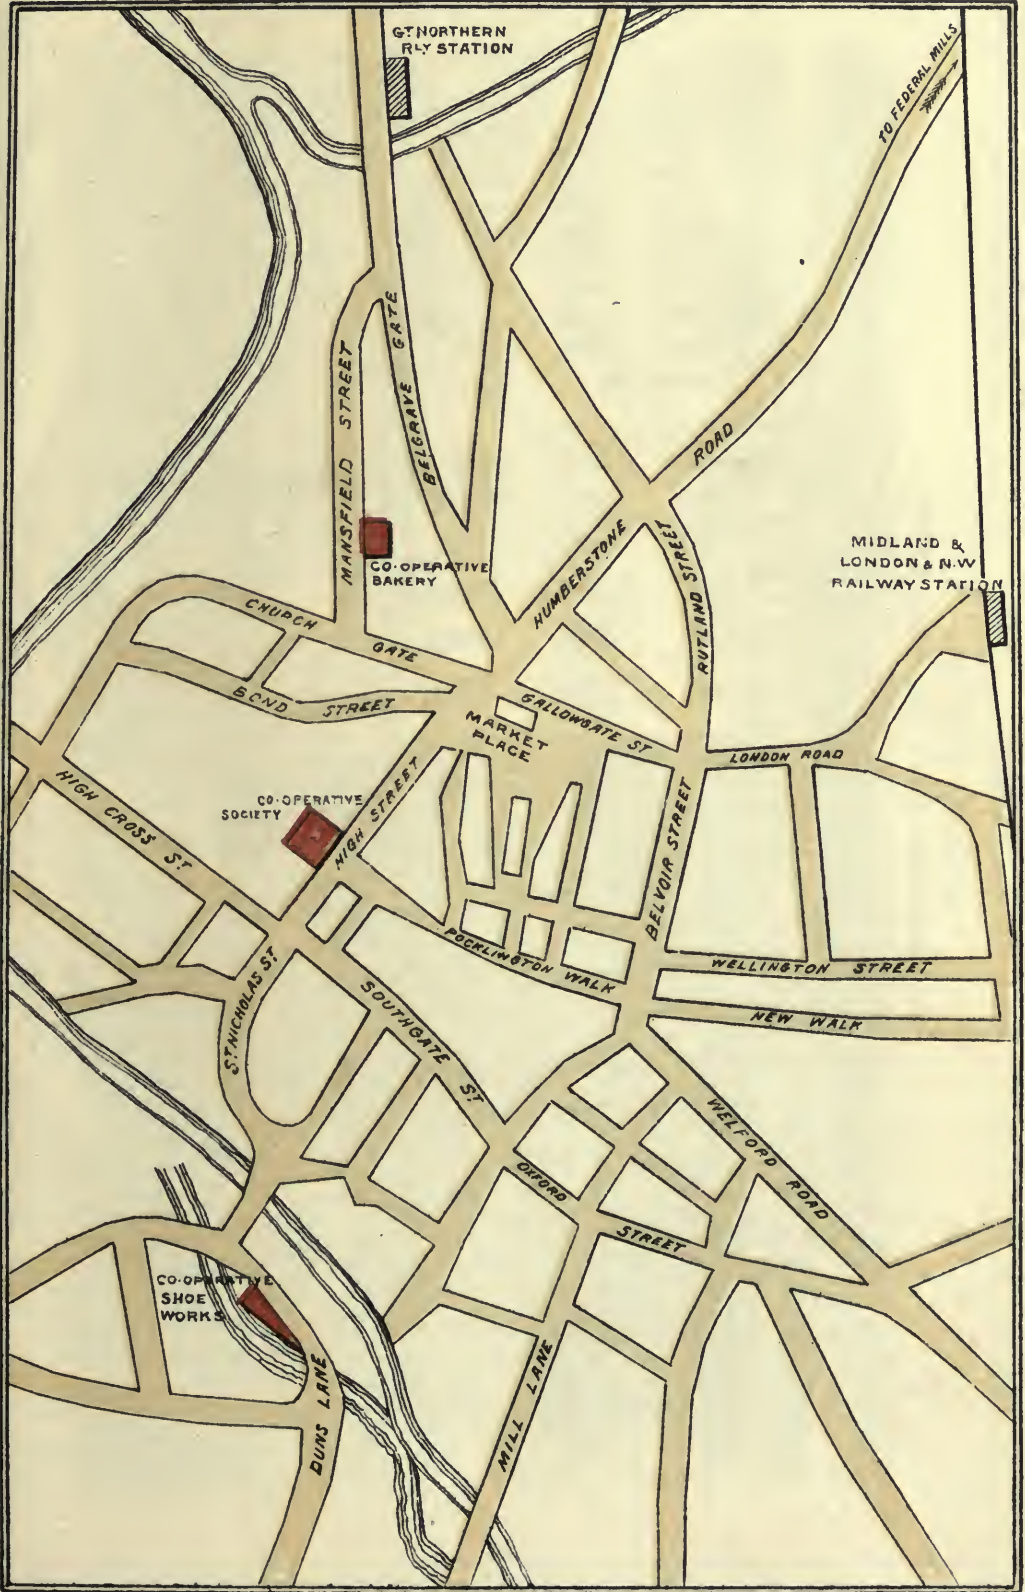 GT NORTHERN
RLY STATION
TO FEDERAL MILLS
BELGRAVE GATE
MANSFIELD STREET
ROAD
HUMBERSTONE
RUTLAND STREET
MIDLAND &
LONDON & N.W
RAILWAY STATION
CO-OPERATIVE
BAKERY
CHURCH GATE
BOND STREET
GALLOWGATE ST
MARKET
PLACE
LONDON ROAD
HIGH CROSS ST
CO-OPERATIVE
SOCIETY
HIGH STREET
BELVOIR STREET
POCKLINGTON WALK
WELLINGTON STREET
NEW WALK
ST NICHOLAS ST
SOUTHGATE ST
WELFORD ROAD
OXFORD STREET
CO-OPERATIVE
SHOE
WORKS
DUNS LANE
MILL LANE